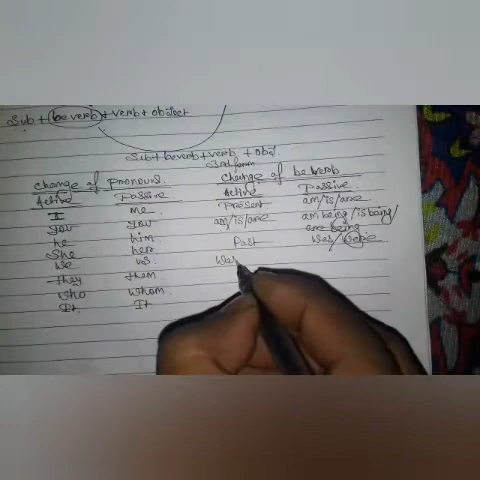 Sub + be verb + verb + object
Sub + be verb + verb + obj.
3rd form
Change of Pronouns Change of be verb
Active Passive Active Passive
I me Present am/is/are
you you am/is/are am being/is being/
are being
he him Past was/were
She her
We us was
they them
who whom
It It